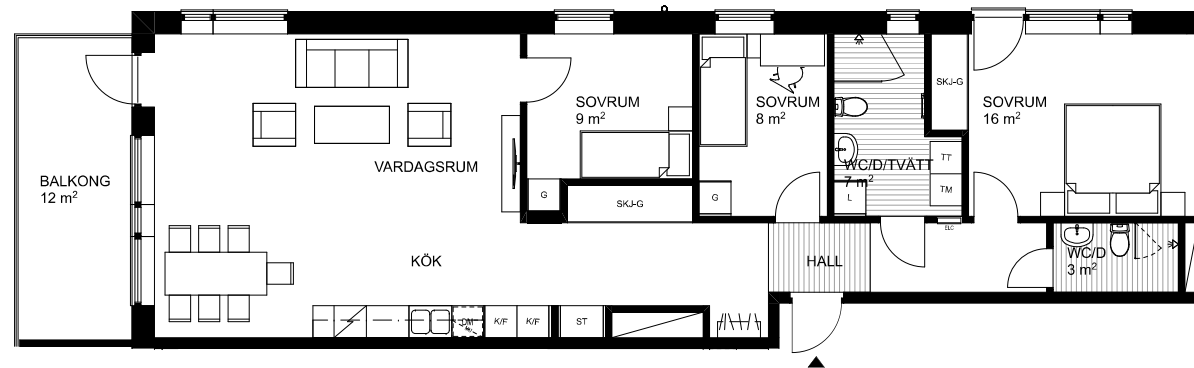 BALKONG
12 m²
VARDAGSRUM
KÖK
SOVRUM
9 m²
G
SKJ-G
SOVRUM
8 m²
G
WC/D/TVÄTT
7 m²
L
TT
TM
ELC
SKJ-G
SOVRUM
16 m²
HALL
WC/D
3 m²
DM
K/F
K/F
ST